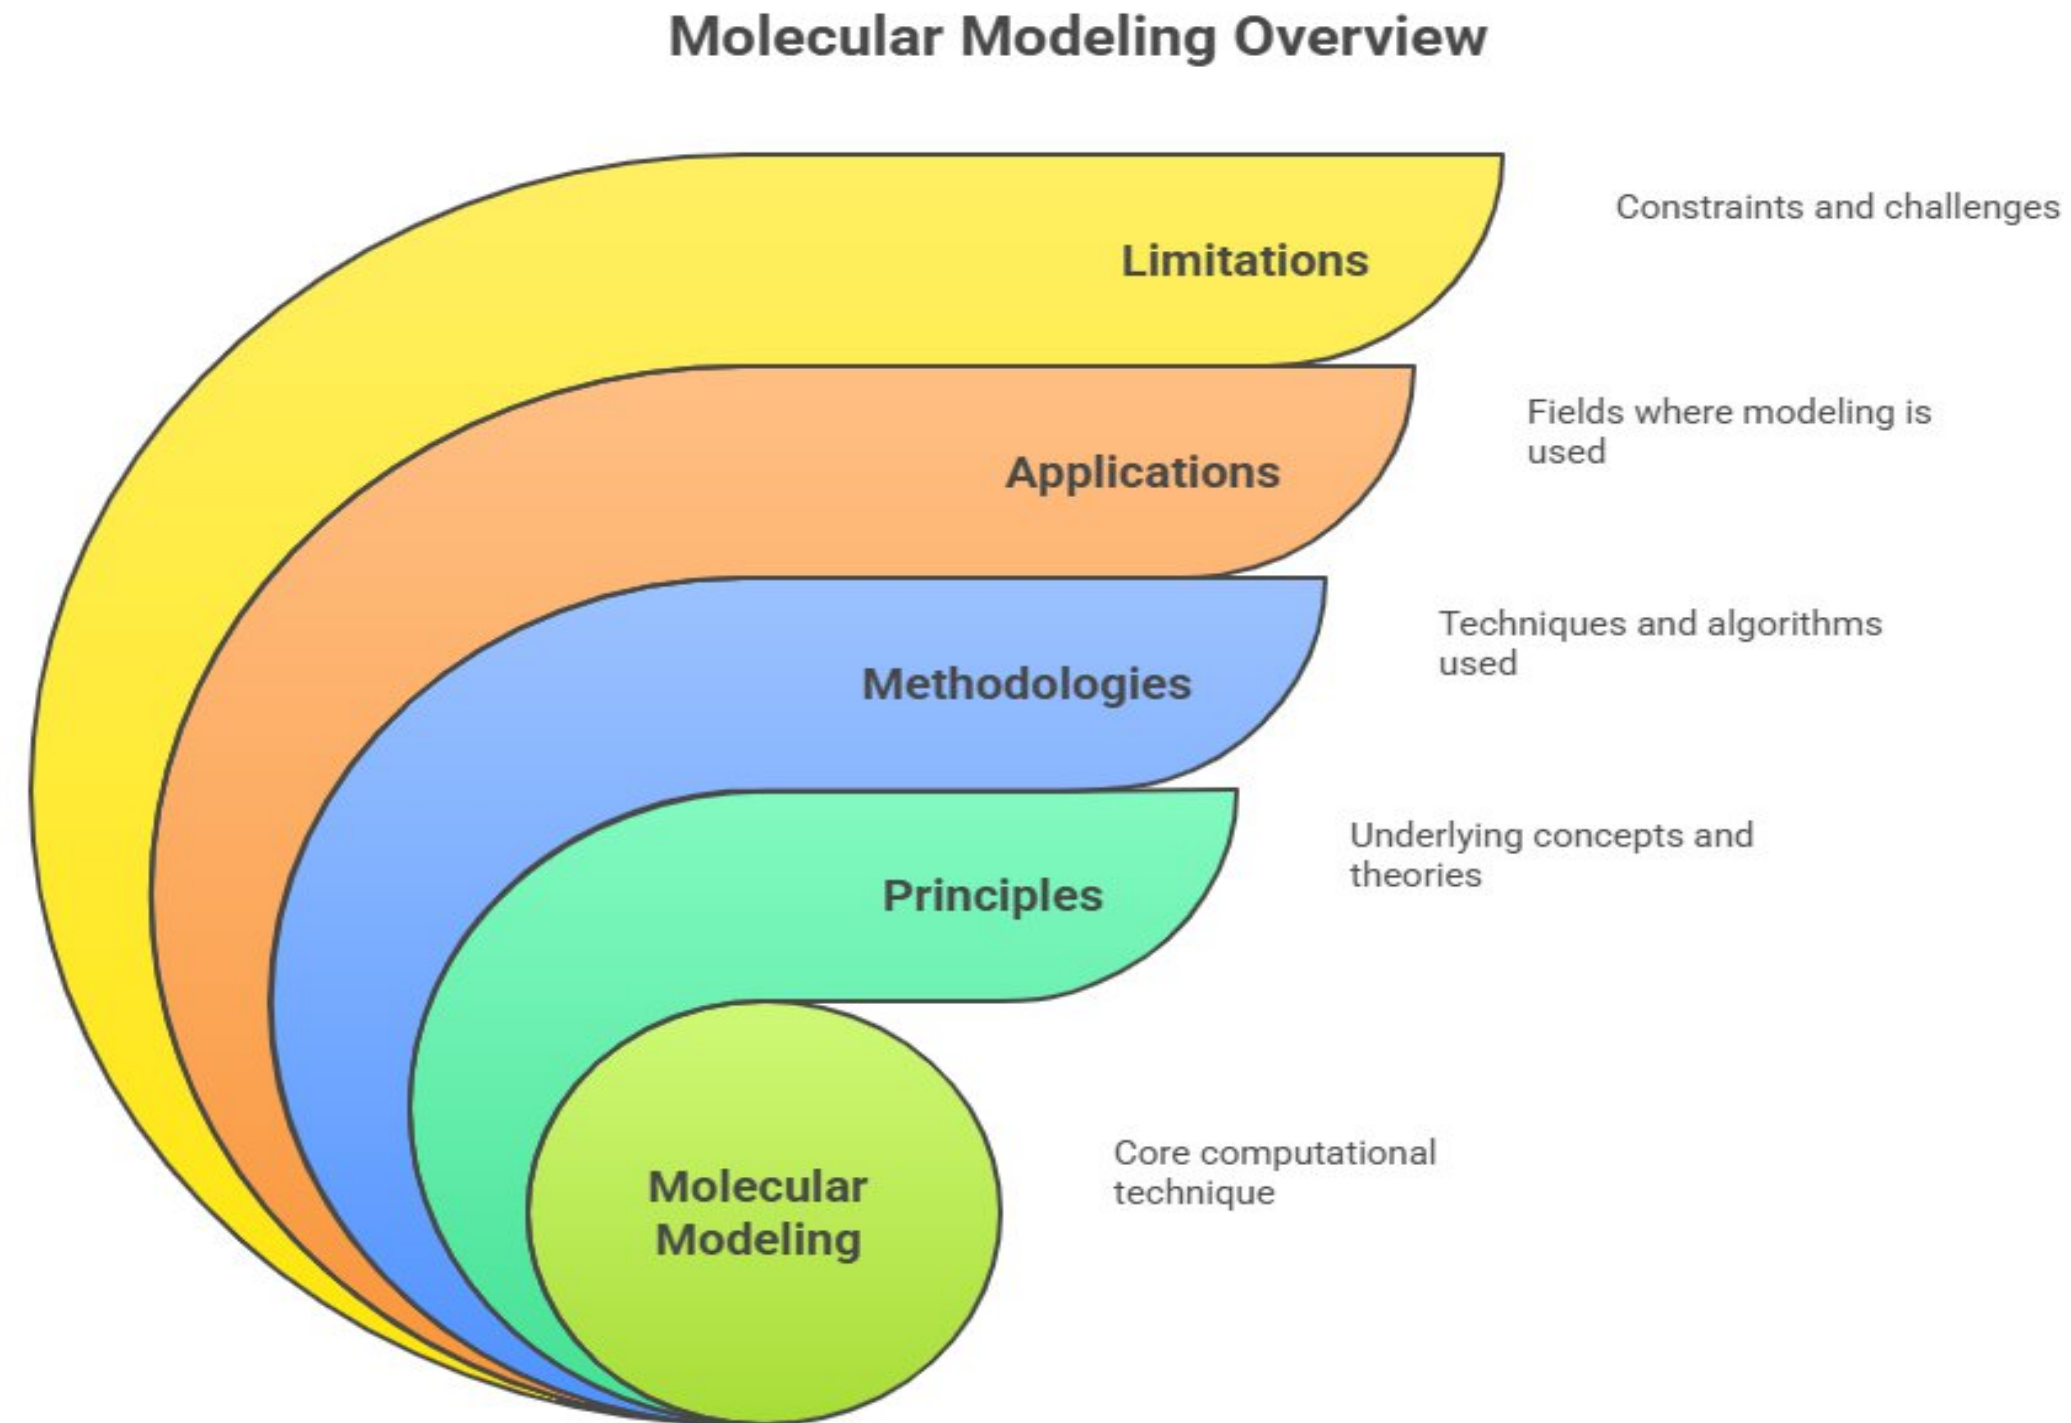 Molecular Modeling Overview
Constraints and challenges
Limitations
Fields where modeling is
used
Applications
Techniques and algorithms
used
Methodologies
Underlying concepts and
theories
Principles
Core computational
technique
Molecular
Modeling